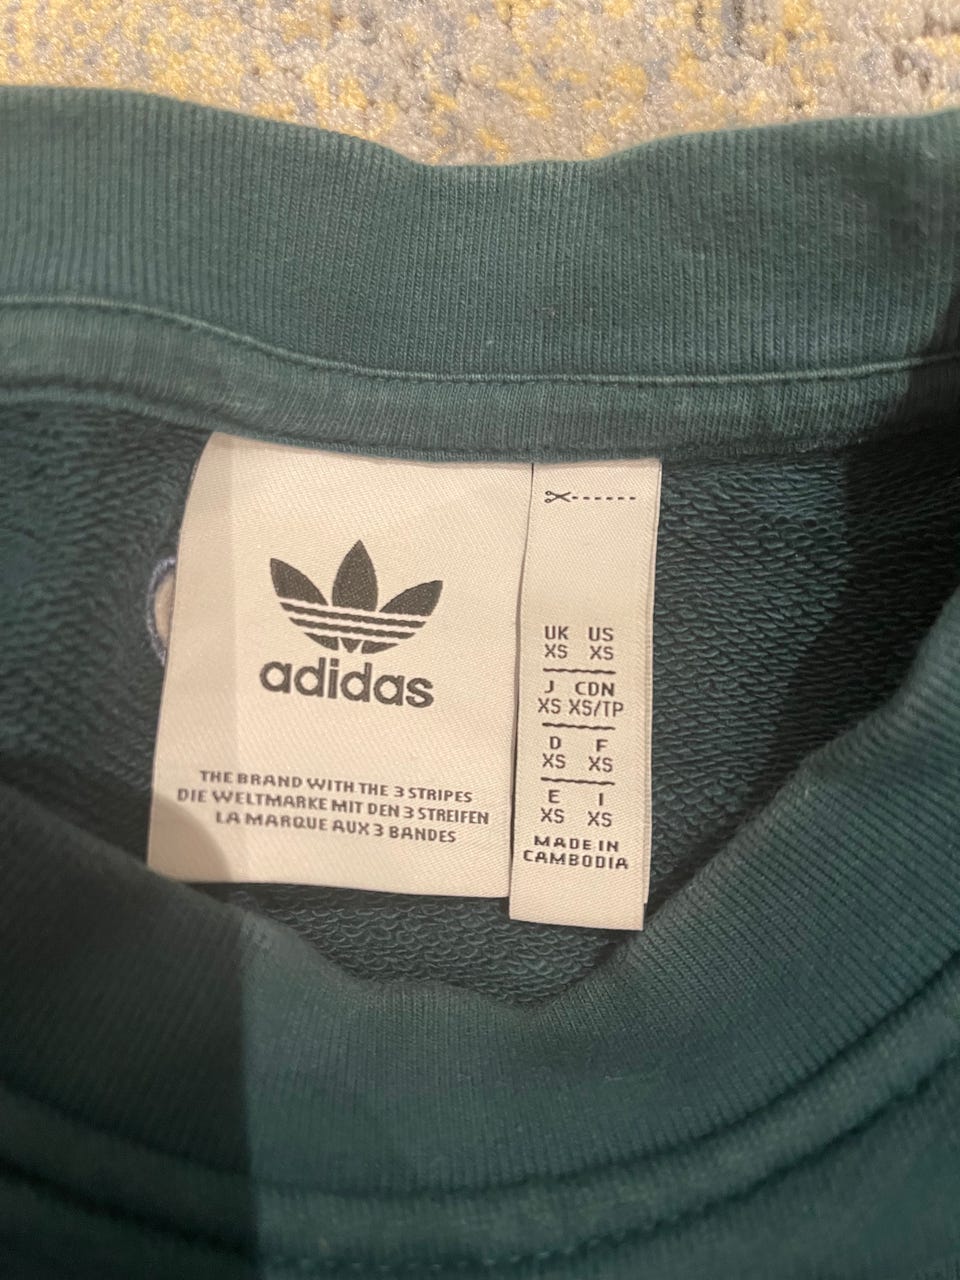 adidas
THE BRAND WITH THE 3 STRIPES
DIE WELTMARKE MIT DEN 3 STREIFEN
LA MARQUE AUX 3 BANDES
UK US
XS XS
J CDN
XS XS/TP
D F
XS XS
E I
XS XS
MADE IN
CAMBODIA